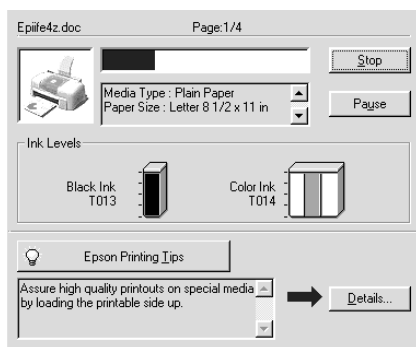 Epiife4z.doc Page:1/4
Stop
Media Type : Plain Paper
Paper Size : Letter 8 1/2 x 11 in
Pause
Ink Levels
Black Ink
T013
Color Ink
T014
Epson Printing Tips
Assure high quality printouts on special media
by loading the printable side up.
Details...